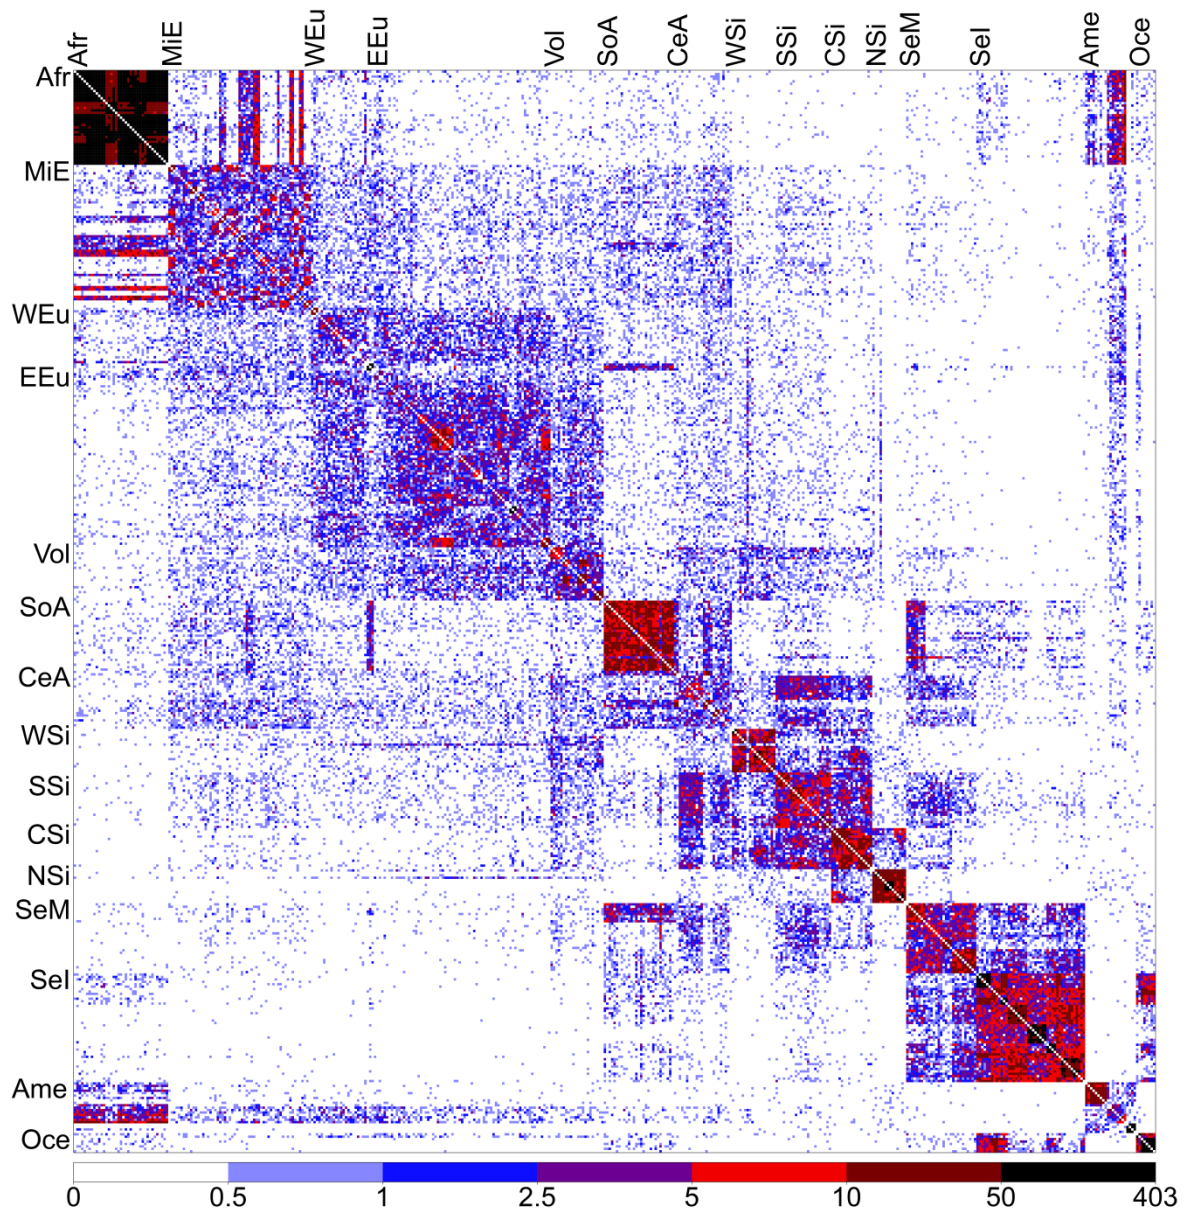 Afr MiE WEu EEu Vol SoA CeA WSi SSi CSi NSi SeM SeI Ame Oce
Afr
MiE
WEu
EEu
Vol
SoA
CeA
WSi
SSi
CSi
NSi
SeM
SeI
Ame
Oce
0 0.5 1 2.5 5 10 50 403